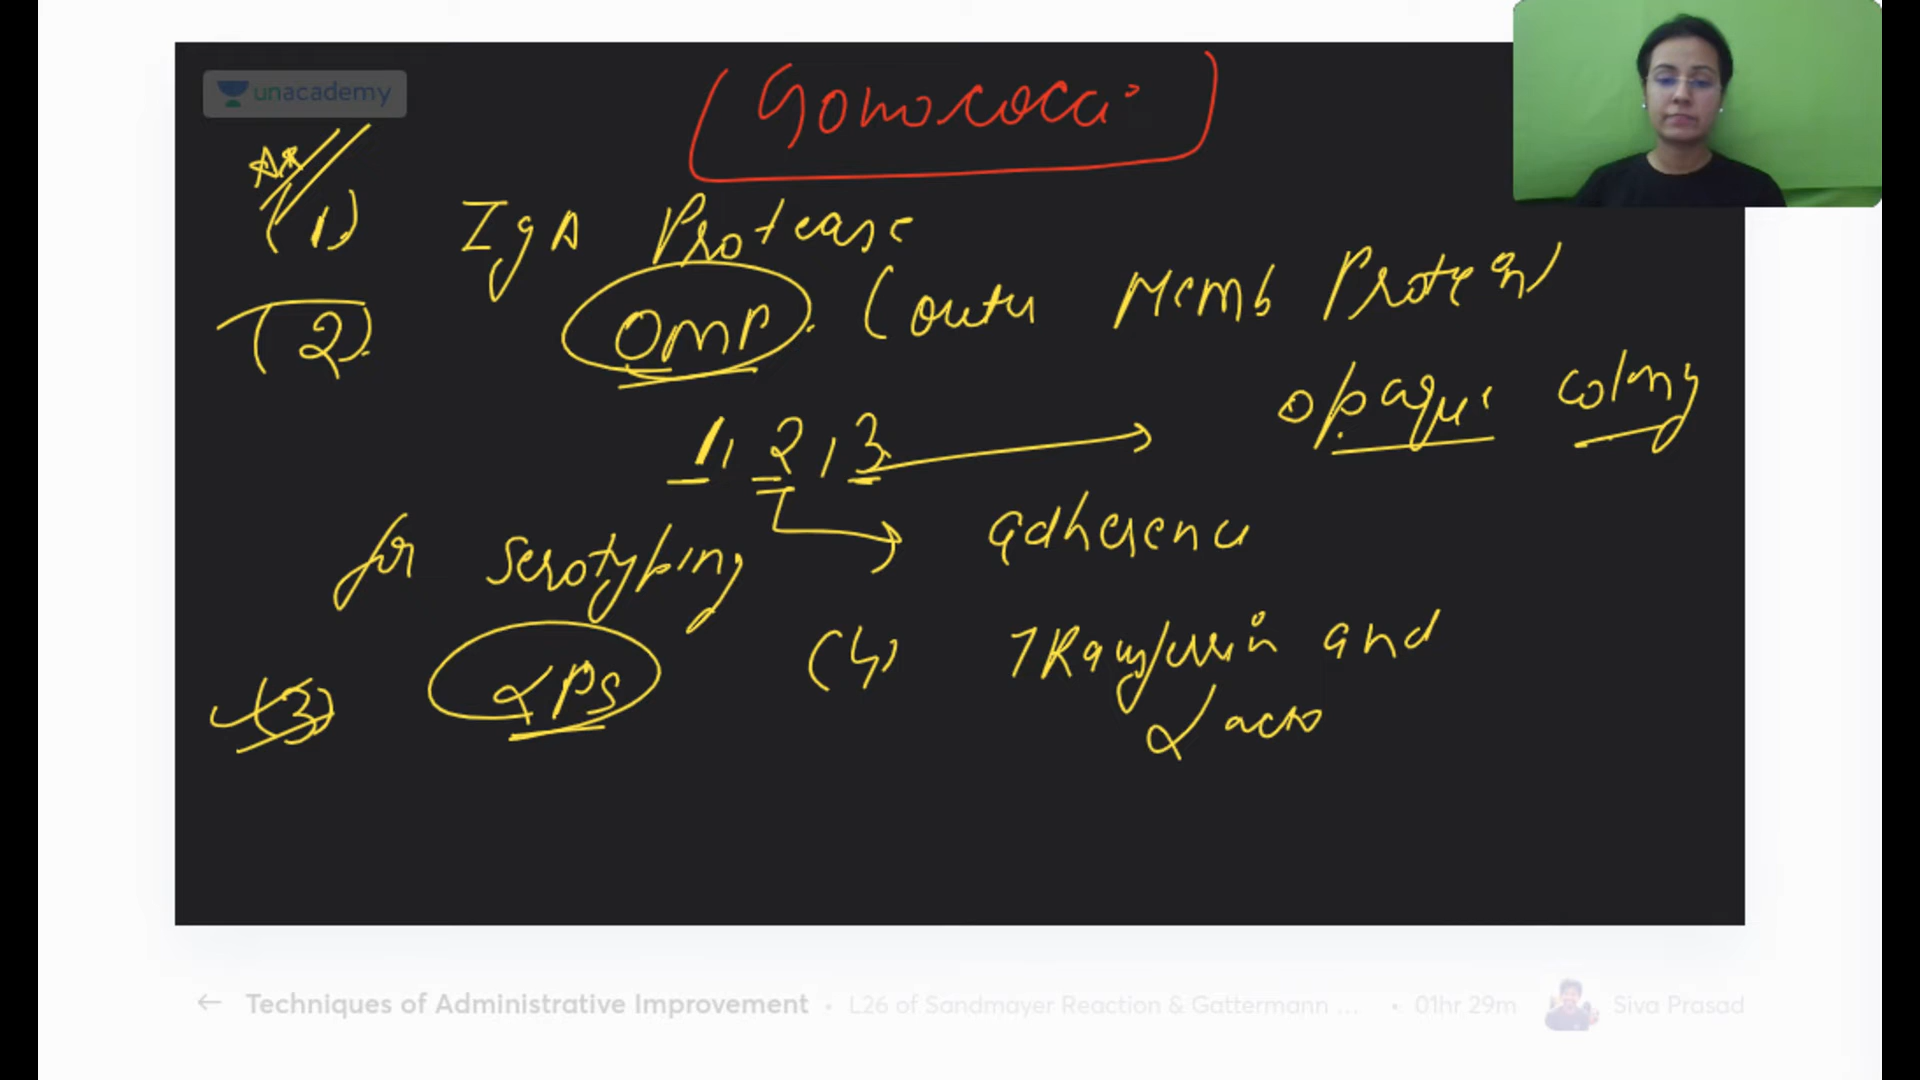 unacademy
Gonococci
(1) IgA Protease
(2) OMP. (outer Memb Protein)
1, 2, 3 → opaque colony
→ adherence
for serotyping
(3) LPS
(4) TRansferrin and
Lacto
← Techniques of Administrative Improvement • L26 of Sandmayer Reaction & Gattermann ... • 01hr 29m Siva Prasad